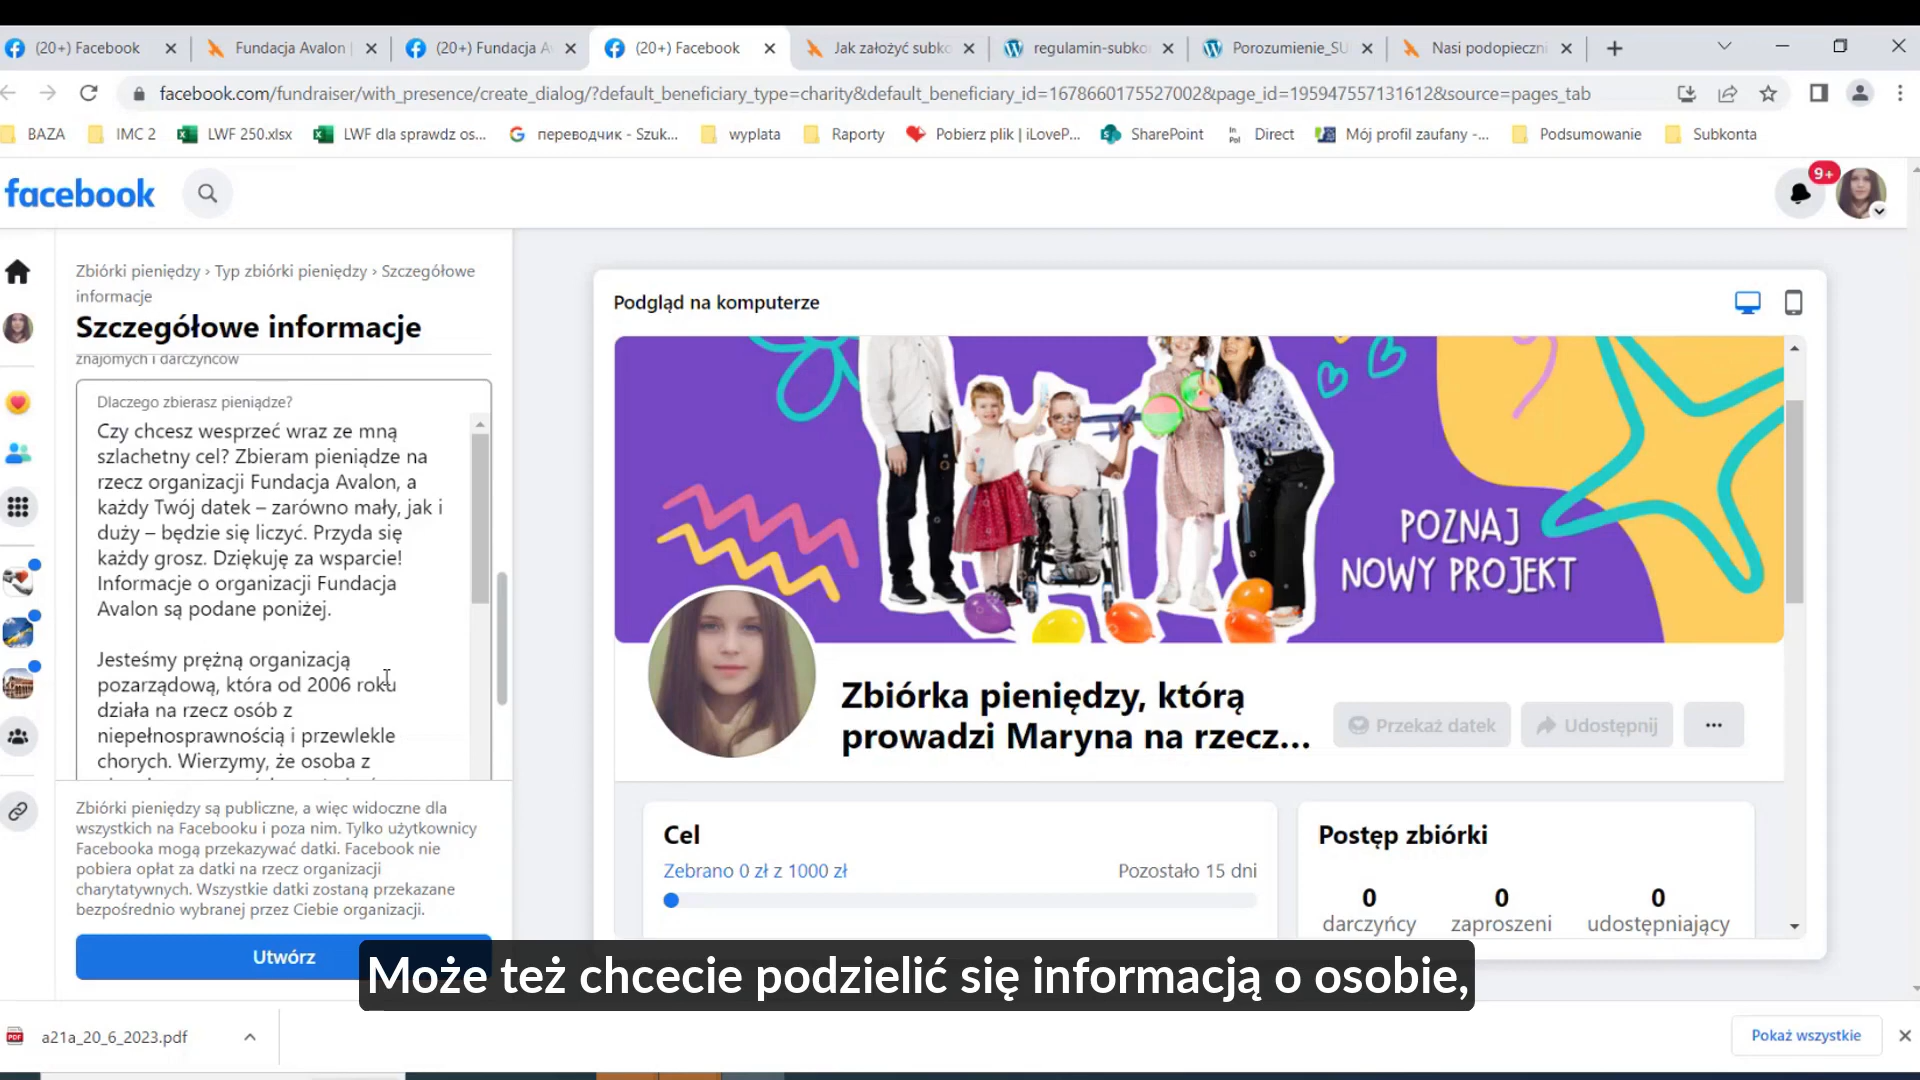 (20+) Facebook
Fundacja Avalon |
(20+) Fundacja A
(20+) Facebook
Jak założyć subko
regulamin-subko
Porozumienie_SU
Nasi podopieczni
facebook.com/fundraiser/with_presence/create_dialog/?default_beneficiary_type=charity&default_beneficiary_id=1678660175527002&page_id=195947557131612&source=pages_tab
BAZA
IMC 2
LWF 250.xlsx
LWF dla sprawdz os...
переводчик - Szuk...
wyplata
Raporty
Pobierz plik | iLoveP...
SharePoint
In
Pol
Direct
Mój profil zaufany -...
Podsumowanie
Subkonta
facebook
9+
Zbiórki pieniędzy › Typ zbiórki pieniędzy › Szczegółowe
informacje
Szczegółowe informacje
znajomych i darczyńców
Dlaczego zbierasz pieniądze?
Czy chcesz wesprzeć wraz ze mną
szlachetny cel? Zbieram pieniądze na
rzecz organizacji Fundacja Avalon, a
każdy Twój datek – zarówno mały, jak i
duży – będzie się liczyć. Przyda się
każdy grosz. Dziękuję za wsparcie!
Informacje o organizacji Fundacja
Avalon są podane poniżej.
Jesteśmy prężną organizacją
pozarządową, która od 2006 roku
działa na rzecz osób z
niepełnosprawnością i przewlekle
chorych. Wierzymy, że osoba z
Zbiórki pieniędzy są publiczne, a więc widoczne dla
wszystkich na Facebooku i poza nim. Tylko użytkownicy
Facebooka mogą przekazywać datki. Facebook nie
pobiera opłat za datki na rzecz organizacji
charytatywnych. Wszystkie datki zostaną przekazane
bezpośrednio wybranej przez Ciebie organizacji.
Utwórz
Podgląd na komputerze
POZNAJ
NOWY PROJEKT
Zbiórka pieniędzy, którą
prowadzi Maryna na rzecz...
Przekaż datek
Udostępnij
Cel
Zebrano 0 zł z 1000 zł
Pozostało 15 dni
Postęp zbiórki
0
darczyńcy
0
zaproszeni
0
udostępniający
Może też chcecie podzielić się informacją o osobie,
PDF
a21a_20_6_2023.pdf
Pokaż wszystkie